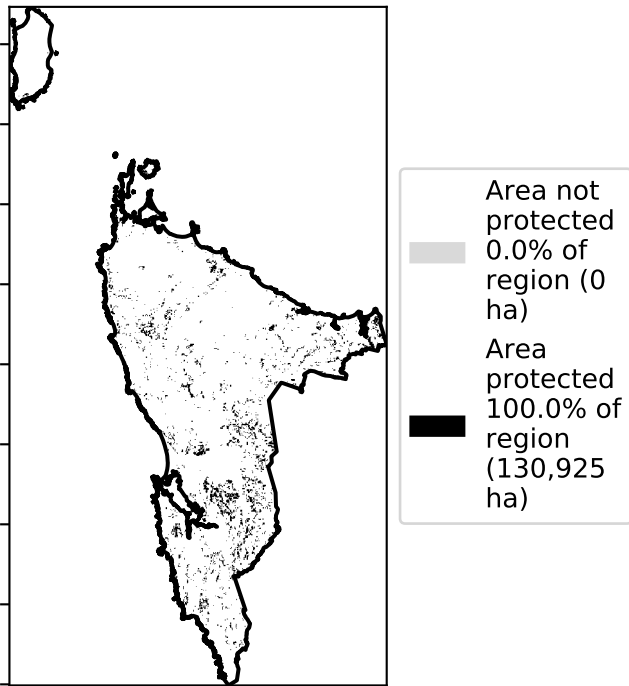 Area not
protected
0.0% of
region (0
ha)
Area
protected
100.0% of
region
(130,925
ha)